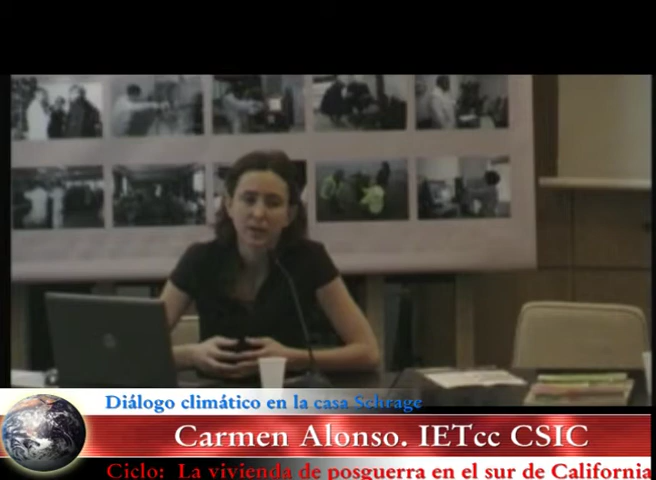 Diálogo climático en la casa Schrage
Carmen Alonso. IETcc CSIC
Ciclo: La vivienda de posguerra en el sur de California